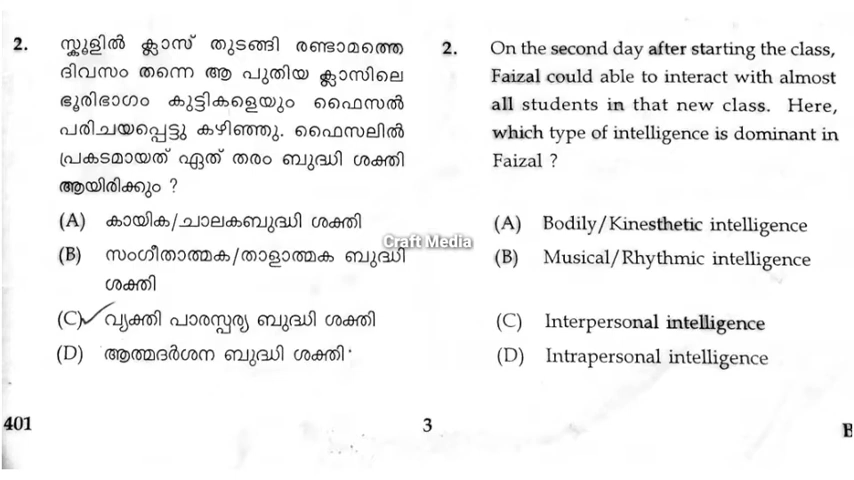 2. സ്കൂളിൽ ക്ലാസ് തുടങ്ങി രണ്ടാമത്തെ
ദിവസം തന്നെ ആ പുതിയ ക്ലാസിലെ
ഭൂരിഭാഗം കുട്ടികളെയും ഫൈസൽ
പരിചയപ്പെട്ടു കഴിഞ്ഞു. ഫൈസലിൽ
പ്രകടമായത് ഏത് തരം ബുദ്ധി ശക്തി
ആയിരിക്കും ?
(A) കായിക/ചാലകബുദ്ധി ശക്തി
(B) സംഗീതാത്മക/താളാത്മക ബുദ്ധി
ശക്തി
(C) വ്യക്തി പാരസ്പര്യ ബുദ്ധി ശക്തി
(D) ആത്മദർശന ബുദ്ധി ശക്തി
2. On the second day after starting the class,
Faizal could able to interact with almost
all students in that new class. Here,
which type of intelligence is dominant in
Faizal ?
(A) Bodily/Kinesthetic intelligence
(B) Musical/Rhythmic intelligence
(C) Interpersonal intelligence
(D) Intrapersonal intelligence
Craft Media
401
3